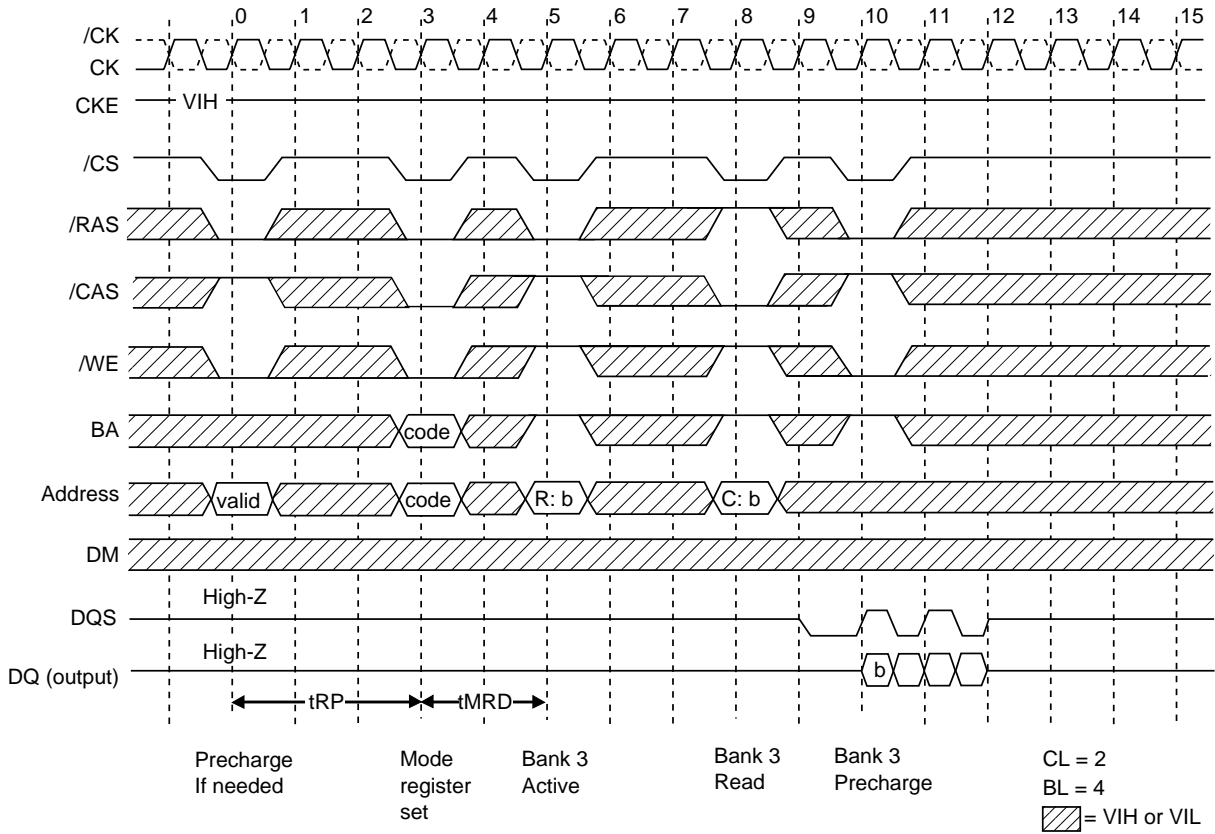 0 1 2 3 4 5 6 7 8 9 10 11 12 13 14 15
/CK
CK
CKE VIH
/CS
/RAS
/CAS
/WE
BA code
Address valid code R: b C: b
DM
High-Z
DQS
High-Z
DQ (output) b
tRP tMRD
Precharge
If needed
Mode
register
set
Bank 3
Active
Bank 3
Read
Bank 3
Precharge
CL = 2
BL = 4
= VIH or VIL